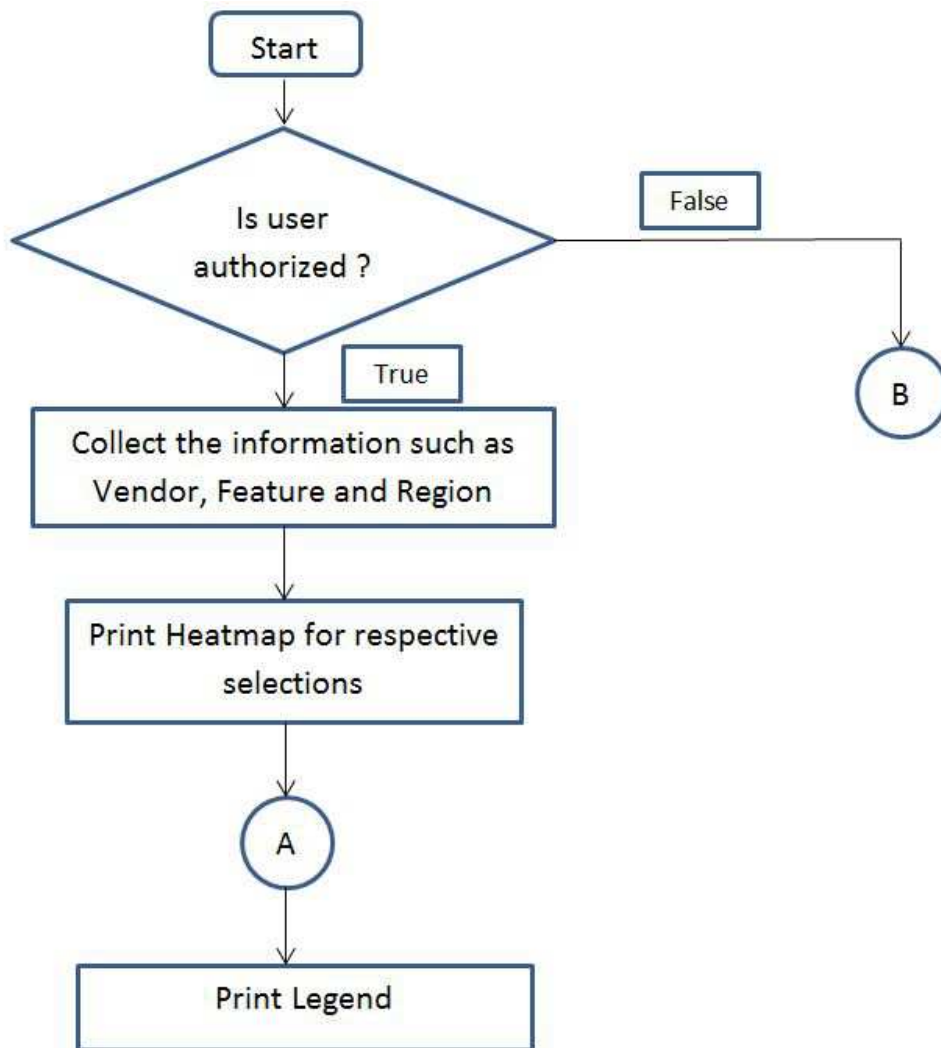 Start
Is user
authorized ?
False
True
B
Collect the information such as
Vendor, Feature and Region
Print Heatmap for respective
selections
A
Print Legend